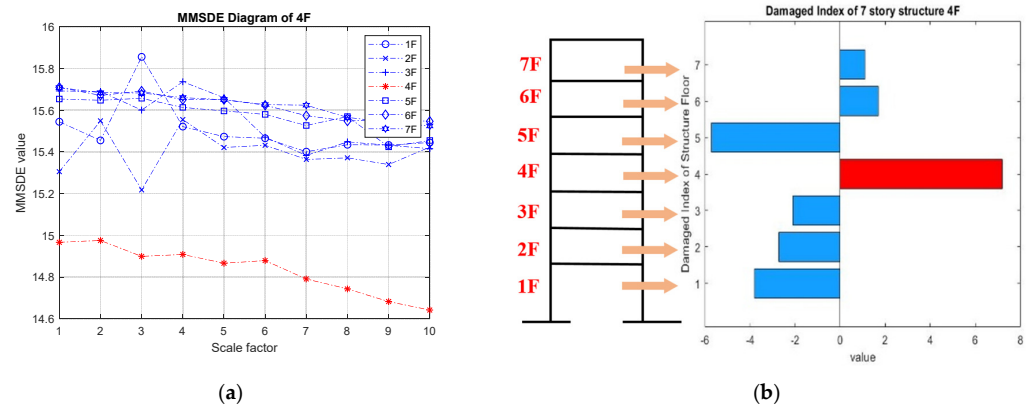 MMSDE Diagram of 4F
16
15.8
15.6
15.4
15.2
15
14.8
14.6
MMSDE value
1F
2F
3F
4F
5F
6F
7F
1 2 3 4 5 6 7 8 9 10
Scale factor
(a)
7F
6F
5F
4F
3F
2F
1F
Damaged Index of 7 story structure 4F
Damaged Index of Structure Floor
7
6
5
4
3
2
1
-6 -4 -2 0 2 4 6 8
value
(b)